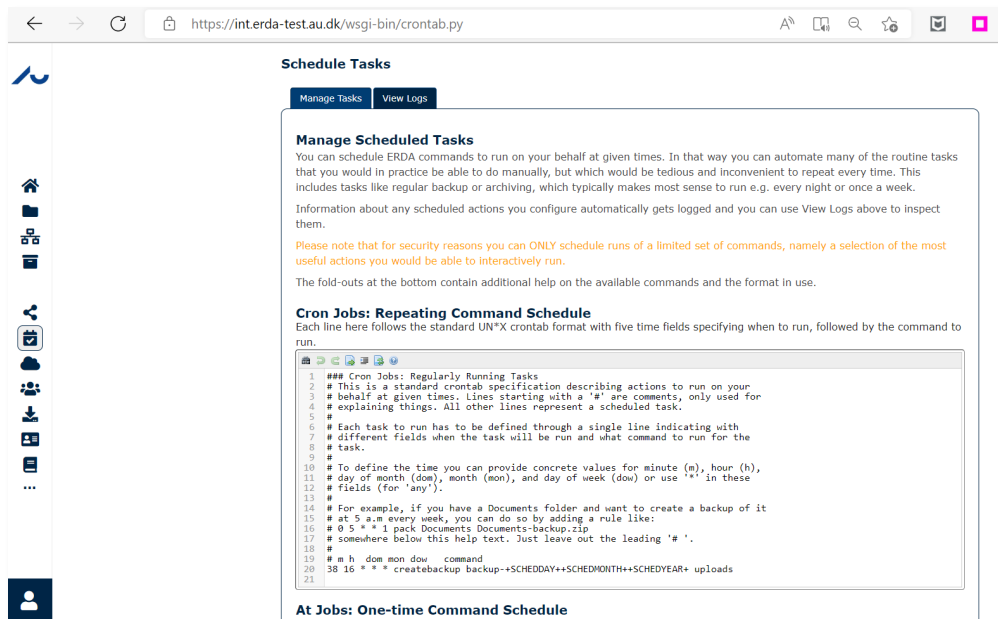 https://int.erda-test.au.dk/wsgi-bin/crontab.py
Schedule Tasks
Manage Tasks
View Logs
Manage Scheduled Tasks
You can schedule ERDA commands to run on your behalf at given times. In that way you can automate many of the routine tasks
that you would in practice be able to do manually, but which would be tedious and inconvenient to repeat every time. This
includes tasks like regular backup or archiving, which typically makes most sense to run e.g. every night or once a week.
Information about any scheduled actions you configure automatically gets logged and you can use View Logs above to inspect
them.
Please note that for security reasons you can ONLY schedule runs of a limited set of commands, namely a selection of the most
useful actions you would be able to interactively run.
The fold-outs at the bottom contain additional help on the available commands and the format in use.
Cron Jobs: Repeating Command Schedule
Each line here follows the standard UN*X crontab format with five time fields specifying when to run, followed by the command to
run.
1 ### Cron Jobs: Regularly Running Tasks
2 # This is a standard crontab specification describing actions to run on your
3 # behalf at given times. Lines starting with a '#' are comments, only used for
4 # explaining things. All other lines represent a scheduled task.
5 #
6 # Each task to run has to be defined through a single line indicating with
7 # different fields when the task will be run and what command to run for the
8 # task.
9 #
10 # To define the time you can provide concrete values for minute (m), hour (h),
11 # day of month (dom), month (mon), and day of week (dow) or use '*' in these
12 # fields (for 'any').
13 #
14 # For example, if you have a Documents folder and want to create a backup of it
15 # at 5 a.m every week, you can do so by adding a rule like:
16 # 0 5 * * 1 pack Documents Documents-backup.zip
17 # somewhere below this help text. Just leave out the leading '# '.
18 #
19 # m h dom mon dow command
20 38 16 * * * createbackup backup-+SCHEDDAY++SCHEDMONTH++SCHEDYEAR+ uploads
21
At Jobs: One-time Command Schedule